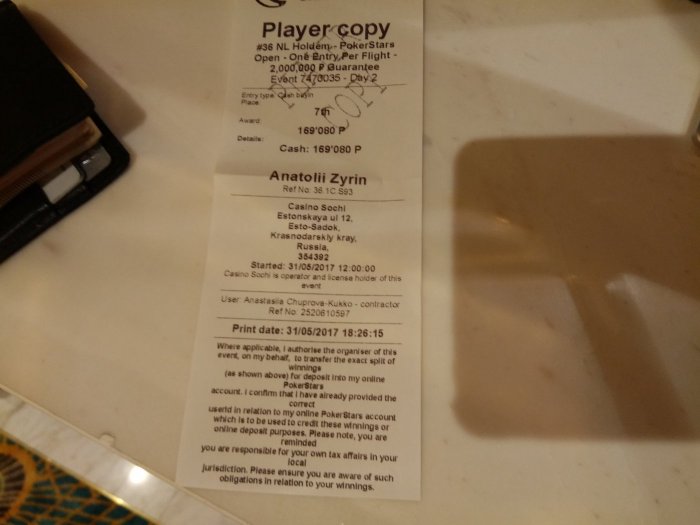 Player copy
#36 NL Holdem - PokerStars
Open - One Entry Per Flight -
2,000,000 ₽ Guarantee
Event 7470035 - Day 2
PLAYER
COPY
Entry type: Cash buyin
Place:
7th
Award:
169'080 P
Details:
Cash: 169'080 P
Anatolii Zyrin
Ref No: 36.1C S93
Casino Sochi
Estonskaya ul 12,
Esto-Sadok,
Krasnodarskiy kray,
Russia,
354392
Started: 31/05/2017 12:00:00
Casino Sochi is operator and license holder of this
event
User: Anastasiia Chuprova-Kukko - contractor
Ref No: 2520610597
Print date: 31/05/2017 18:26:15
Where applicable, I authorise the organiser of this
event, on my behalf, to transfer the exact split of
winnings
(as shown above) for deposit into my online
PokerStars
account. I confirm that I have already provided the
correct
userid in relation to my online PokerStars account
which is to be used to credit these winnings or
online deposit purposes. Please note, you are
reminded
you are responsible for your own tax affairs in your
local
jurisdiction. Please ensure you are aware of such
obligations in relation to your winnings.